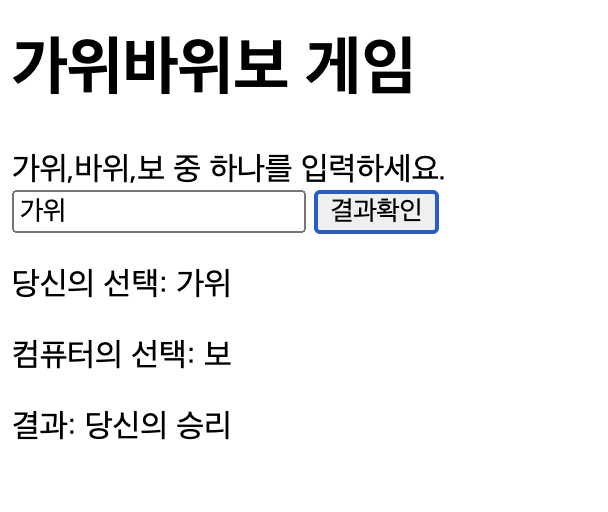 가위바위보 게임
가위,바위,보 중 하나를 입력하세요.
가위 결과확인
당신의 선택: 가위
컴퓨터의 선택: 보
결과: 당신의 승리